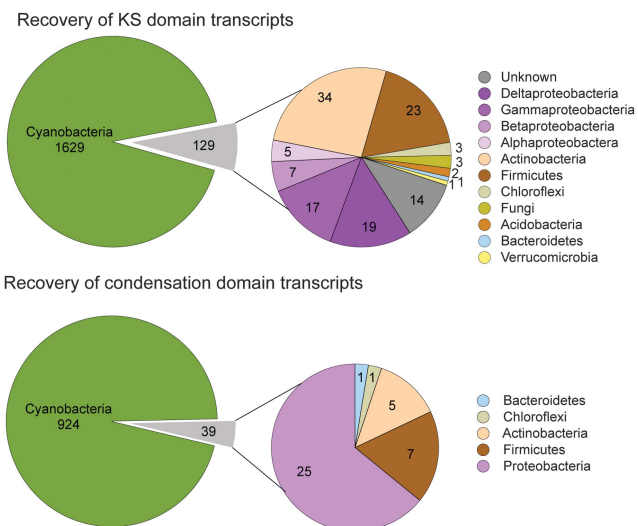 Recovery of KS domain transcripts
Cyanobacteria
1629
129
34
23
3
3
2
1
1
14
19
17
7
5
Unknown
Deltaproteobacteria
Gammaproteobacteria
Betaproteobacteria
Alphaproteobactera
Actinobacteria
Firmicutes
Chloroflexi
Fungi
Acidobacteria
Bacteroidetes
Verrucomicrobia
Recovery of condensation domain transcripts
Cyanobacteria
924
39
1
1
5
7
25
Bacteroidetes
Chloroflexi
Actinobacteria
Firmicutes
Proteobacteria